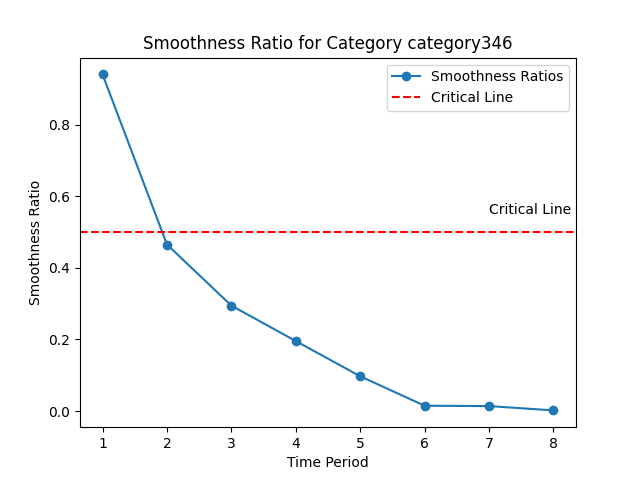 Smoothness Ratio for Category category346
Smoothness Ratios
Critical Line
Critical Line
Smoothness Ratio
0.8
0.6
0.4
0.2
0.0
1 2 3 4 5 6 7 8
Time Period